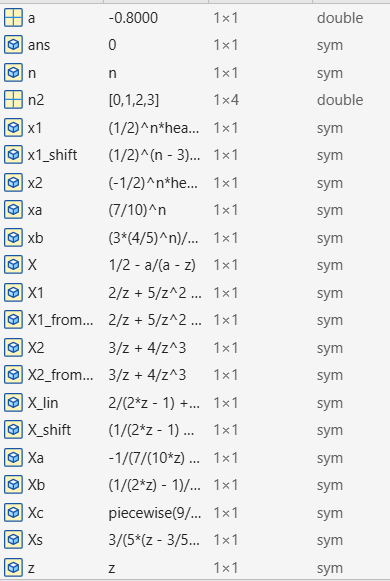 a -0.8000 1×1 double
ans 0 1×1 sym
n n 1×1 sym
n2 [0,1,2,3] 1×4 double
x1 (1/2)^n*hea... 1×1 sym
x1_shift (1/2)^(n - 3)... 1×1 sym
x2 (-1/2)^n*he... 1×1 sym
xa (7/10)^n 1×1 sym
xb (3*(4/5)^n)/... 1×1 sym
X 1/2 - a/(a - z) 1×1 sym
X1 2/z + 5/z^2 ... 1×1 sym
X1_from... 2/z + 5/z^2 ... 1×1 sym
X2 3/z + 4/z^3 1×1 sym
X2_from... 3/z + 4/z^3 1×1 sym
X_lin 2/(2*z - 1) +... 1×1 sym
X_shift (1/(2*z - 1) ... 1×1 sym
Xa -1/(7/(10*z) ... 1×1 sym
Xb (1/(2*z) - 1)/... 1×1 sym
Xc piecewise(9/... 1×1 sym
Xs 3/(5*(z - 3/5... 1×1 sym
z z 1×1 sym